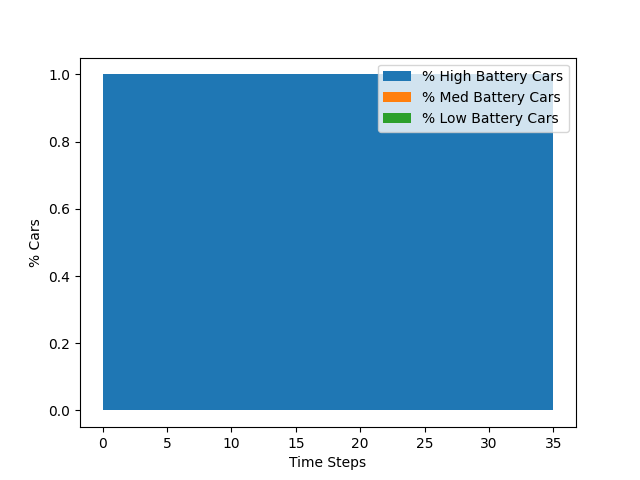 % High Battery Cars
% Med Battery Cars
% Low Battery Cars
1.0
0.8
0.6
0.4
0.2
0.0
% Cars
0 5 10 15 20 25 30 35
Time Steps